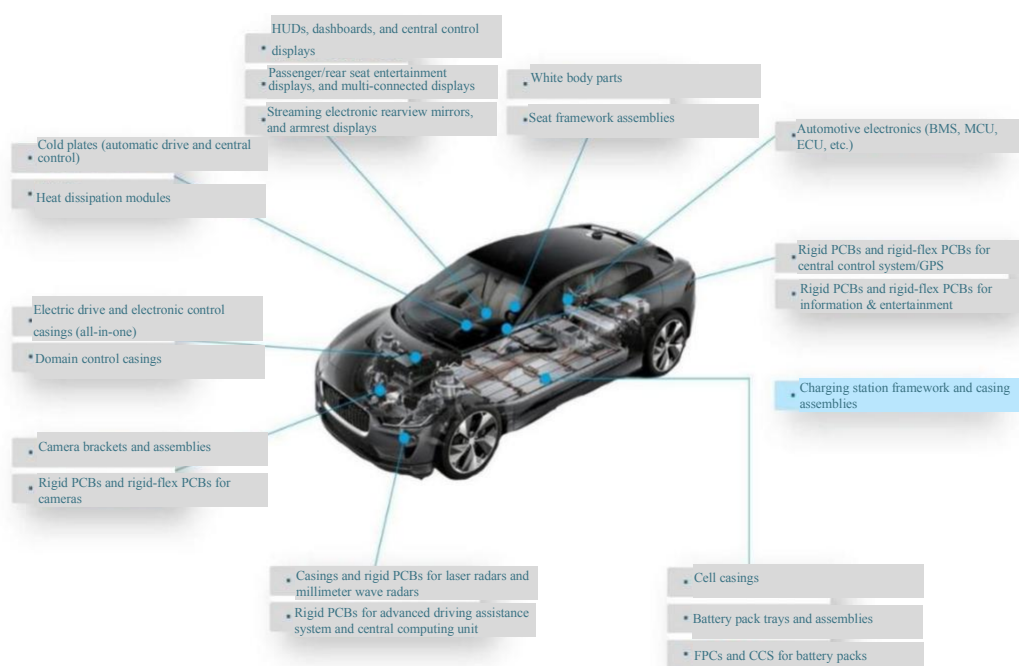 HUDs, dashboards, and central control
displays
Passenger/rear seat entertainment
displays, and multi-connected displays
Streaming electronic rearview mirrors,
and armrest displays
White body parts
Seat framework assemblies
Automotive electronics (BMS, MCU,
ECU, etc.)
Cold plates (automatic drive and central
control)
Heat dissipation modules
Rigid PCBs and rigid-flex PCBs for
central control system/GPS
Rigid PCBs and rigid-flex PCBs for
information & entertainment
Electric drive and electronic control
casings (all-in-one)
Domain control casings
Charging station framework and casing
assemblies
Camera brackets and assemblies
Rigid PCBs and rigid-flex PCBs for
cameras
Casings and rigid PCBs for laser radars and
millimeter wave radars
Rigid PCBs for advanced driving assistance
system and central computing unit
Cell casings
Battery pack trays and assemblies
FPCs and CCS for battery packs